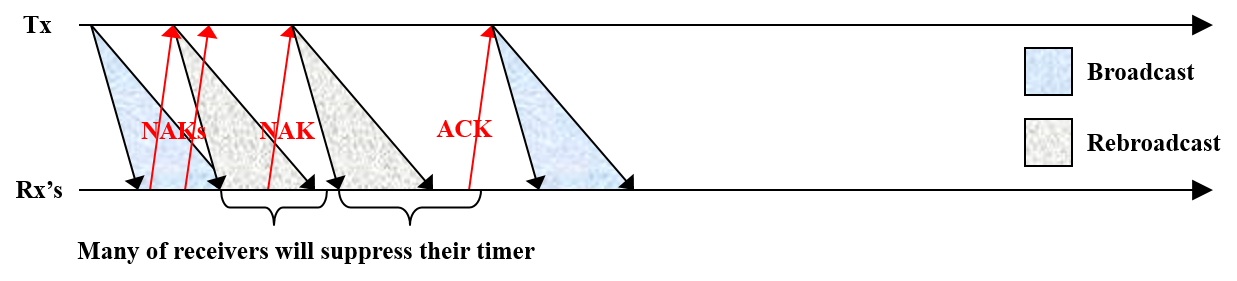 Tx
Broadcast
NAKs
NAK
ACK
Rebroadcast
Rx's
Many of receivers will suppress their timer